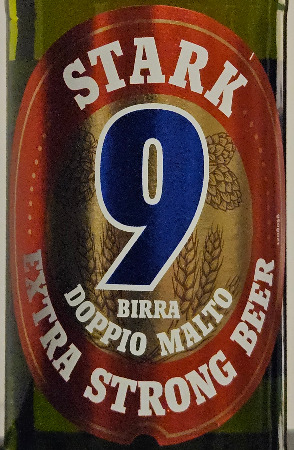 STARK
9
BIRRA
DOPPIO MALTO
EXTRA STRONG BEER